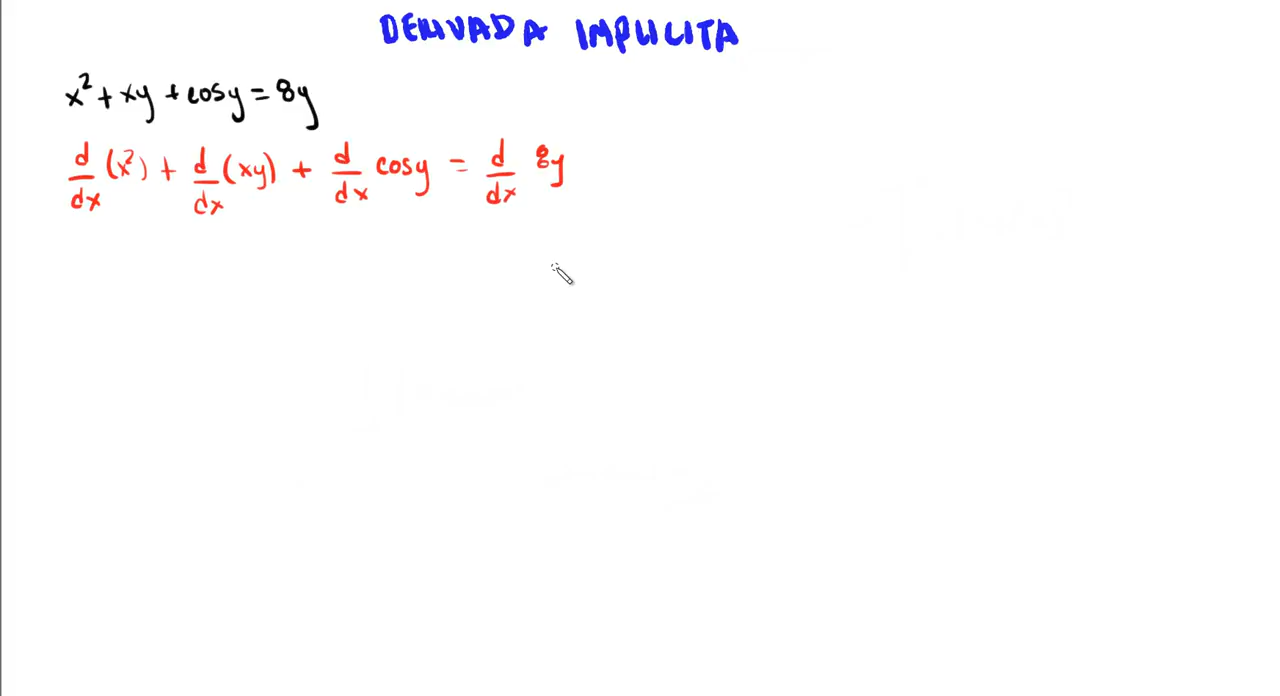 DERIVADA IMPLICITA
x² + xy + cosy = 8y
d/dx (x²) + d/dx (xy) + d/dx cosy = d/dx 8y